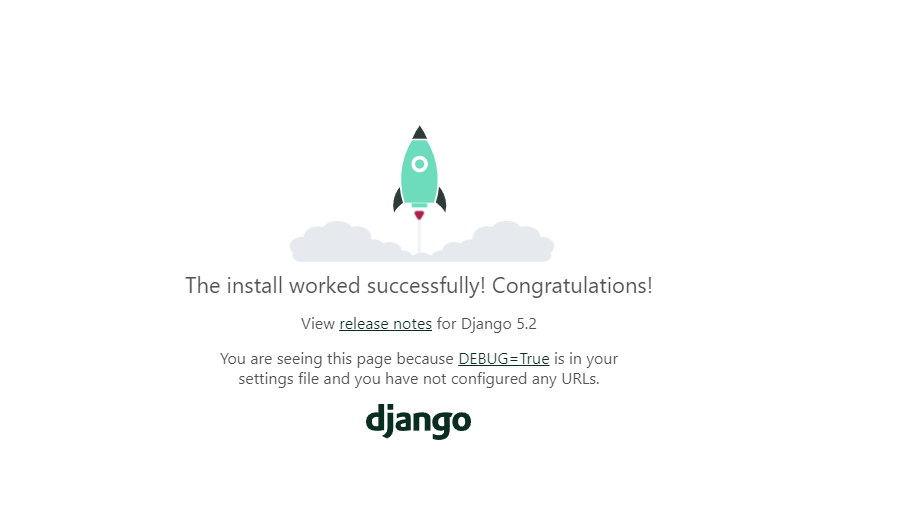 The install worked successfully! Congratulations!
View release notes for Django 5.2
You are seeing this page because DEBUG=True is in your
settings file and you have not configured any URLs.
django